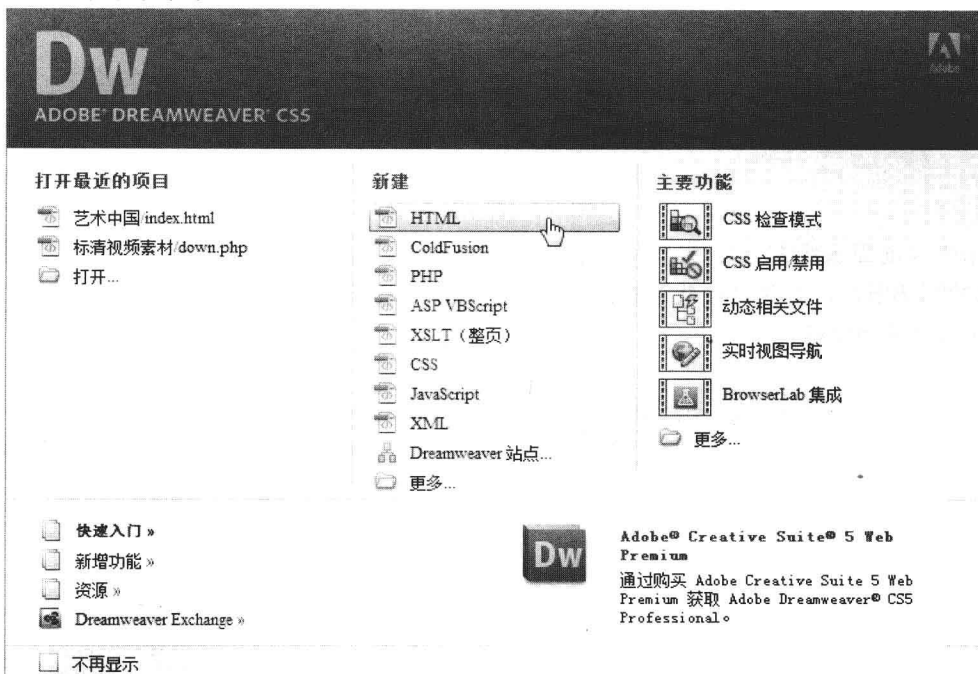 Dw
Adobe
ADOBE® DREAMWEAVER® CS5
打开最近的项目
艺术中国/index.html
标清视频素材/down.php
打开...
新建
HTML
ColdFusion
PHP
ASP VBScript
XSLT（整页）
CSS
JavaScript
XML
Dreamweaver 站点...
更多...
主要功能
CSS 检查模式
CSS 启用/禁用
动态相关文件
实时视图导航
BrowserLab 集成
更多...
快速入门 »
新增功能 »
资源 »
Dreamweaver Exchange »
不再显示
Dw
Adobe® Creative Suite® 5 Web
Premium
通过购买 Adobe Creative Suite 5 Web
Premium 获取 Adobe Dreamweaver® CS5
Professional。